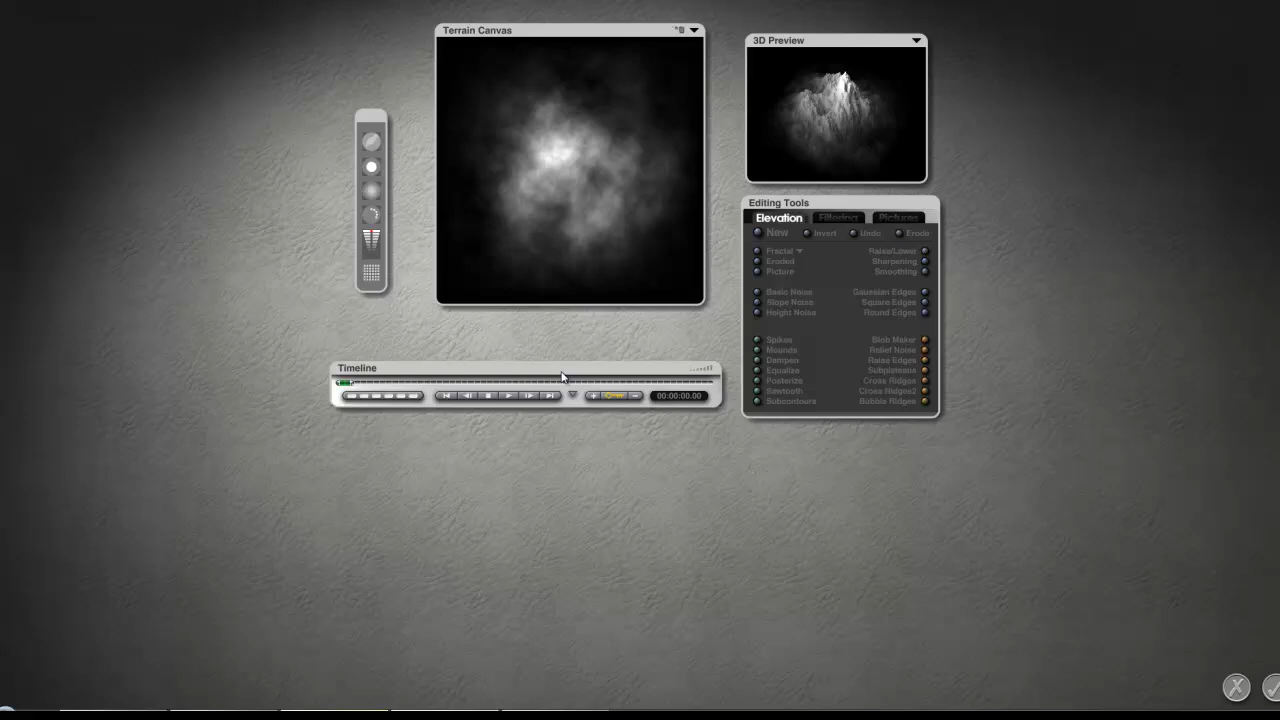 Terrain Canvas
3D Preview
Editing Tools
Elevation Filtering Pictures
New Invert Undo Erode
Fractal Raise/Lower
Eroded Sharpening
Picture Smoothing
Basic Noise Gaussian Edges
Slope Noise Square Edges
Height Noise Round Edges
Spikes Blob Maker
Mounds Relief Noise
Dampen Raise Edges
Equalize Subplateaus
Posterize Cross Ridges
Sawtooth Cross Ridges2
Subcontours Bubble Ridges
Timeline
00:00:00.00